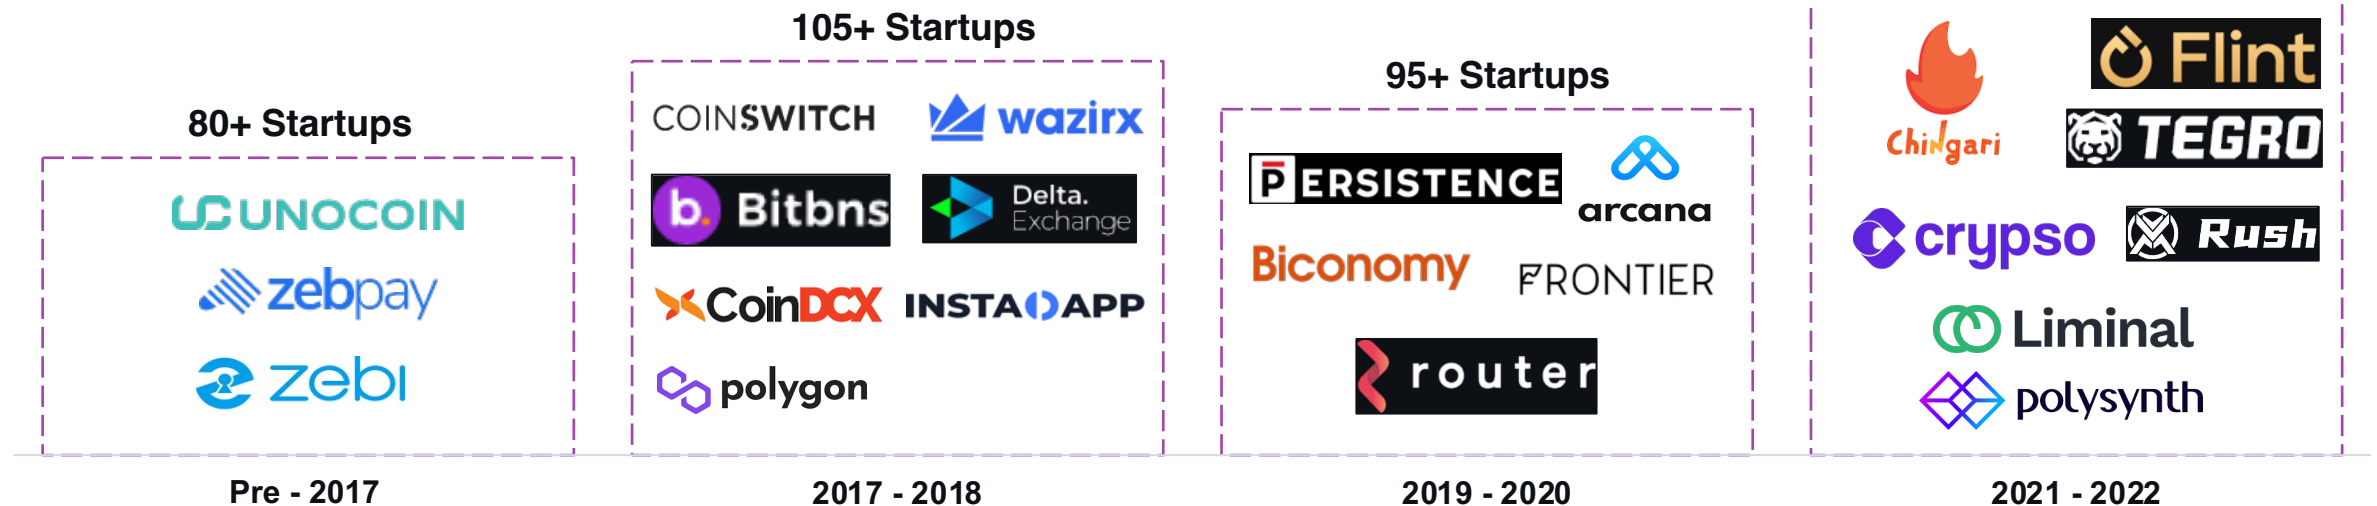 80+ Startups
UNOCOIN
zebpay
zebi
Pre - 2017
105+ Startups
COINSWITCH
wazirx
b. Bitbns
Delta.
Exchange
CoinDCX
INSTADAPP
polygon
2017 - 2018
95+ Startups
PERSISTENCE
arcana
Biconomy
FRONTIER
router
2019 - 2020
Chingari
Flint
TEGRO
crypso
Rush
Liminal
polysynth
2021 - 2022